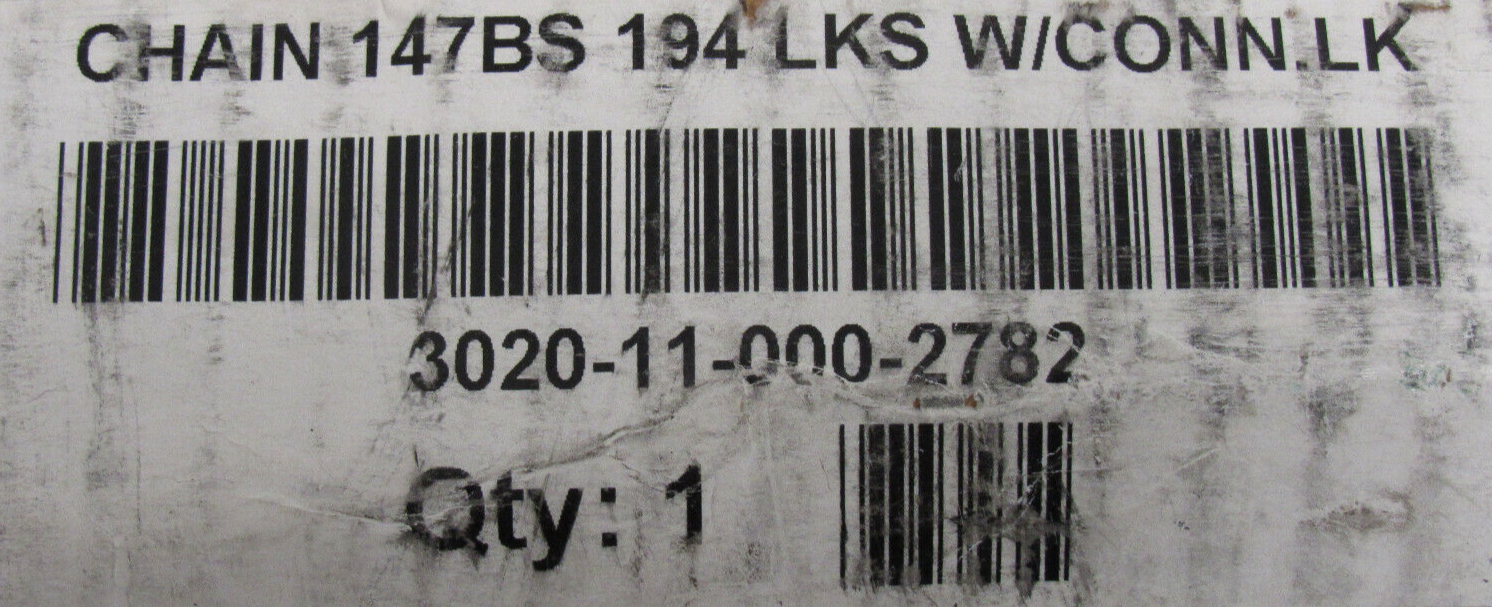 CHAIN 147BS 194 LKS W/CONN.LK
3020-11-000-2782
Qty: 1